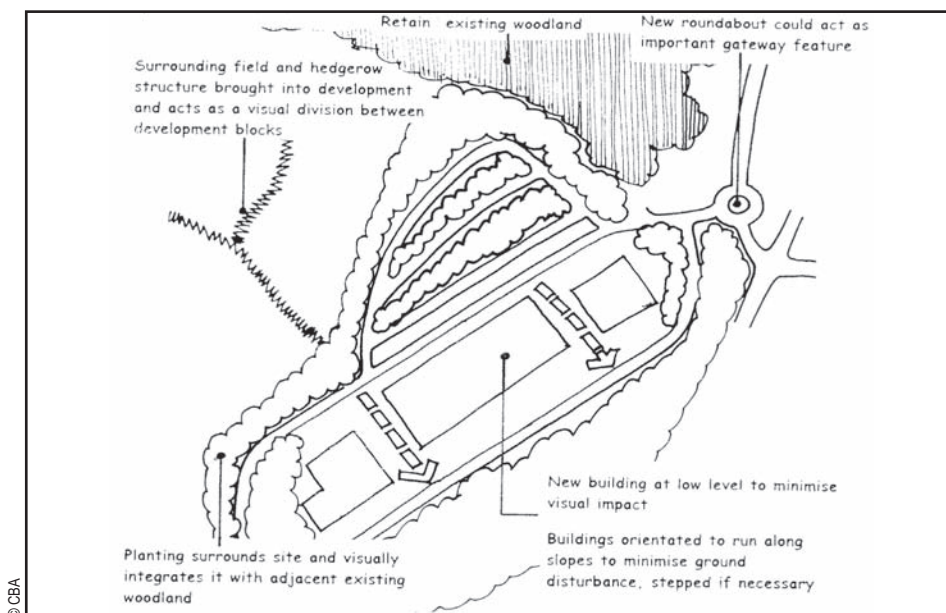 Retain existing woodland
New roundabout could act as
important gateway feature
Surrounding field and hedgerow
structure brought into development
and acts as a visual division between
development blocks
New building at low level to minimise
visual impact
Buildings orientated to run along
slopes to minimise ground
disturbance, stepped if necessary
Planting surrounds site and visually
integrates it with adjacent existing
woodland
© CBA